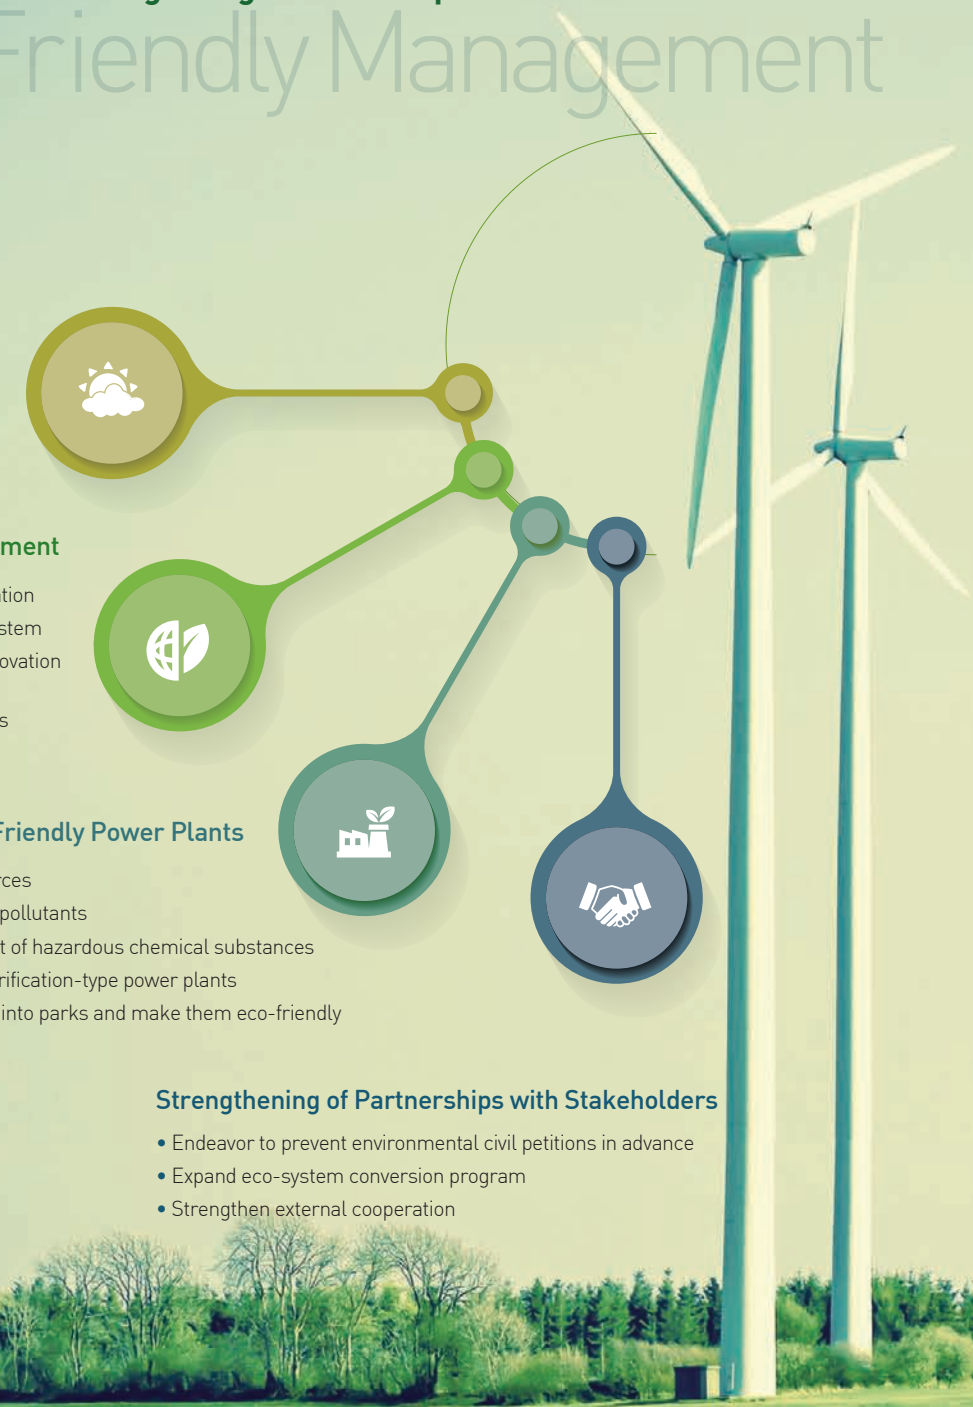 Friendly Management
ment
ation
stem
ovation
s
Friendly Power Plants
rces
pollutants
t of hazardous chemical substances
rification-type power plants
into parks and make them eco-friendly
Strengthening of Partnerships with Stakeholders
• Endeavor to prevent environmental civil petitions in advance
• Expand eco-system conversion program
• Strengthen external cooperation